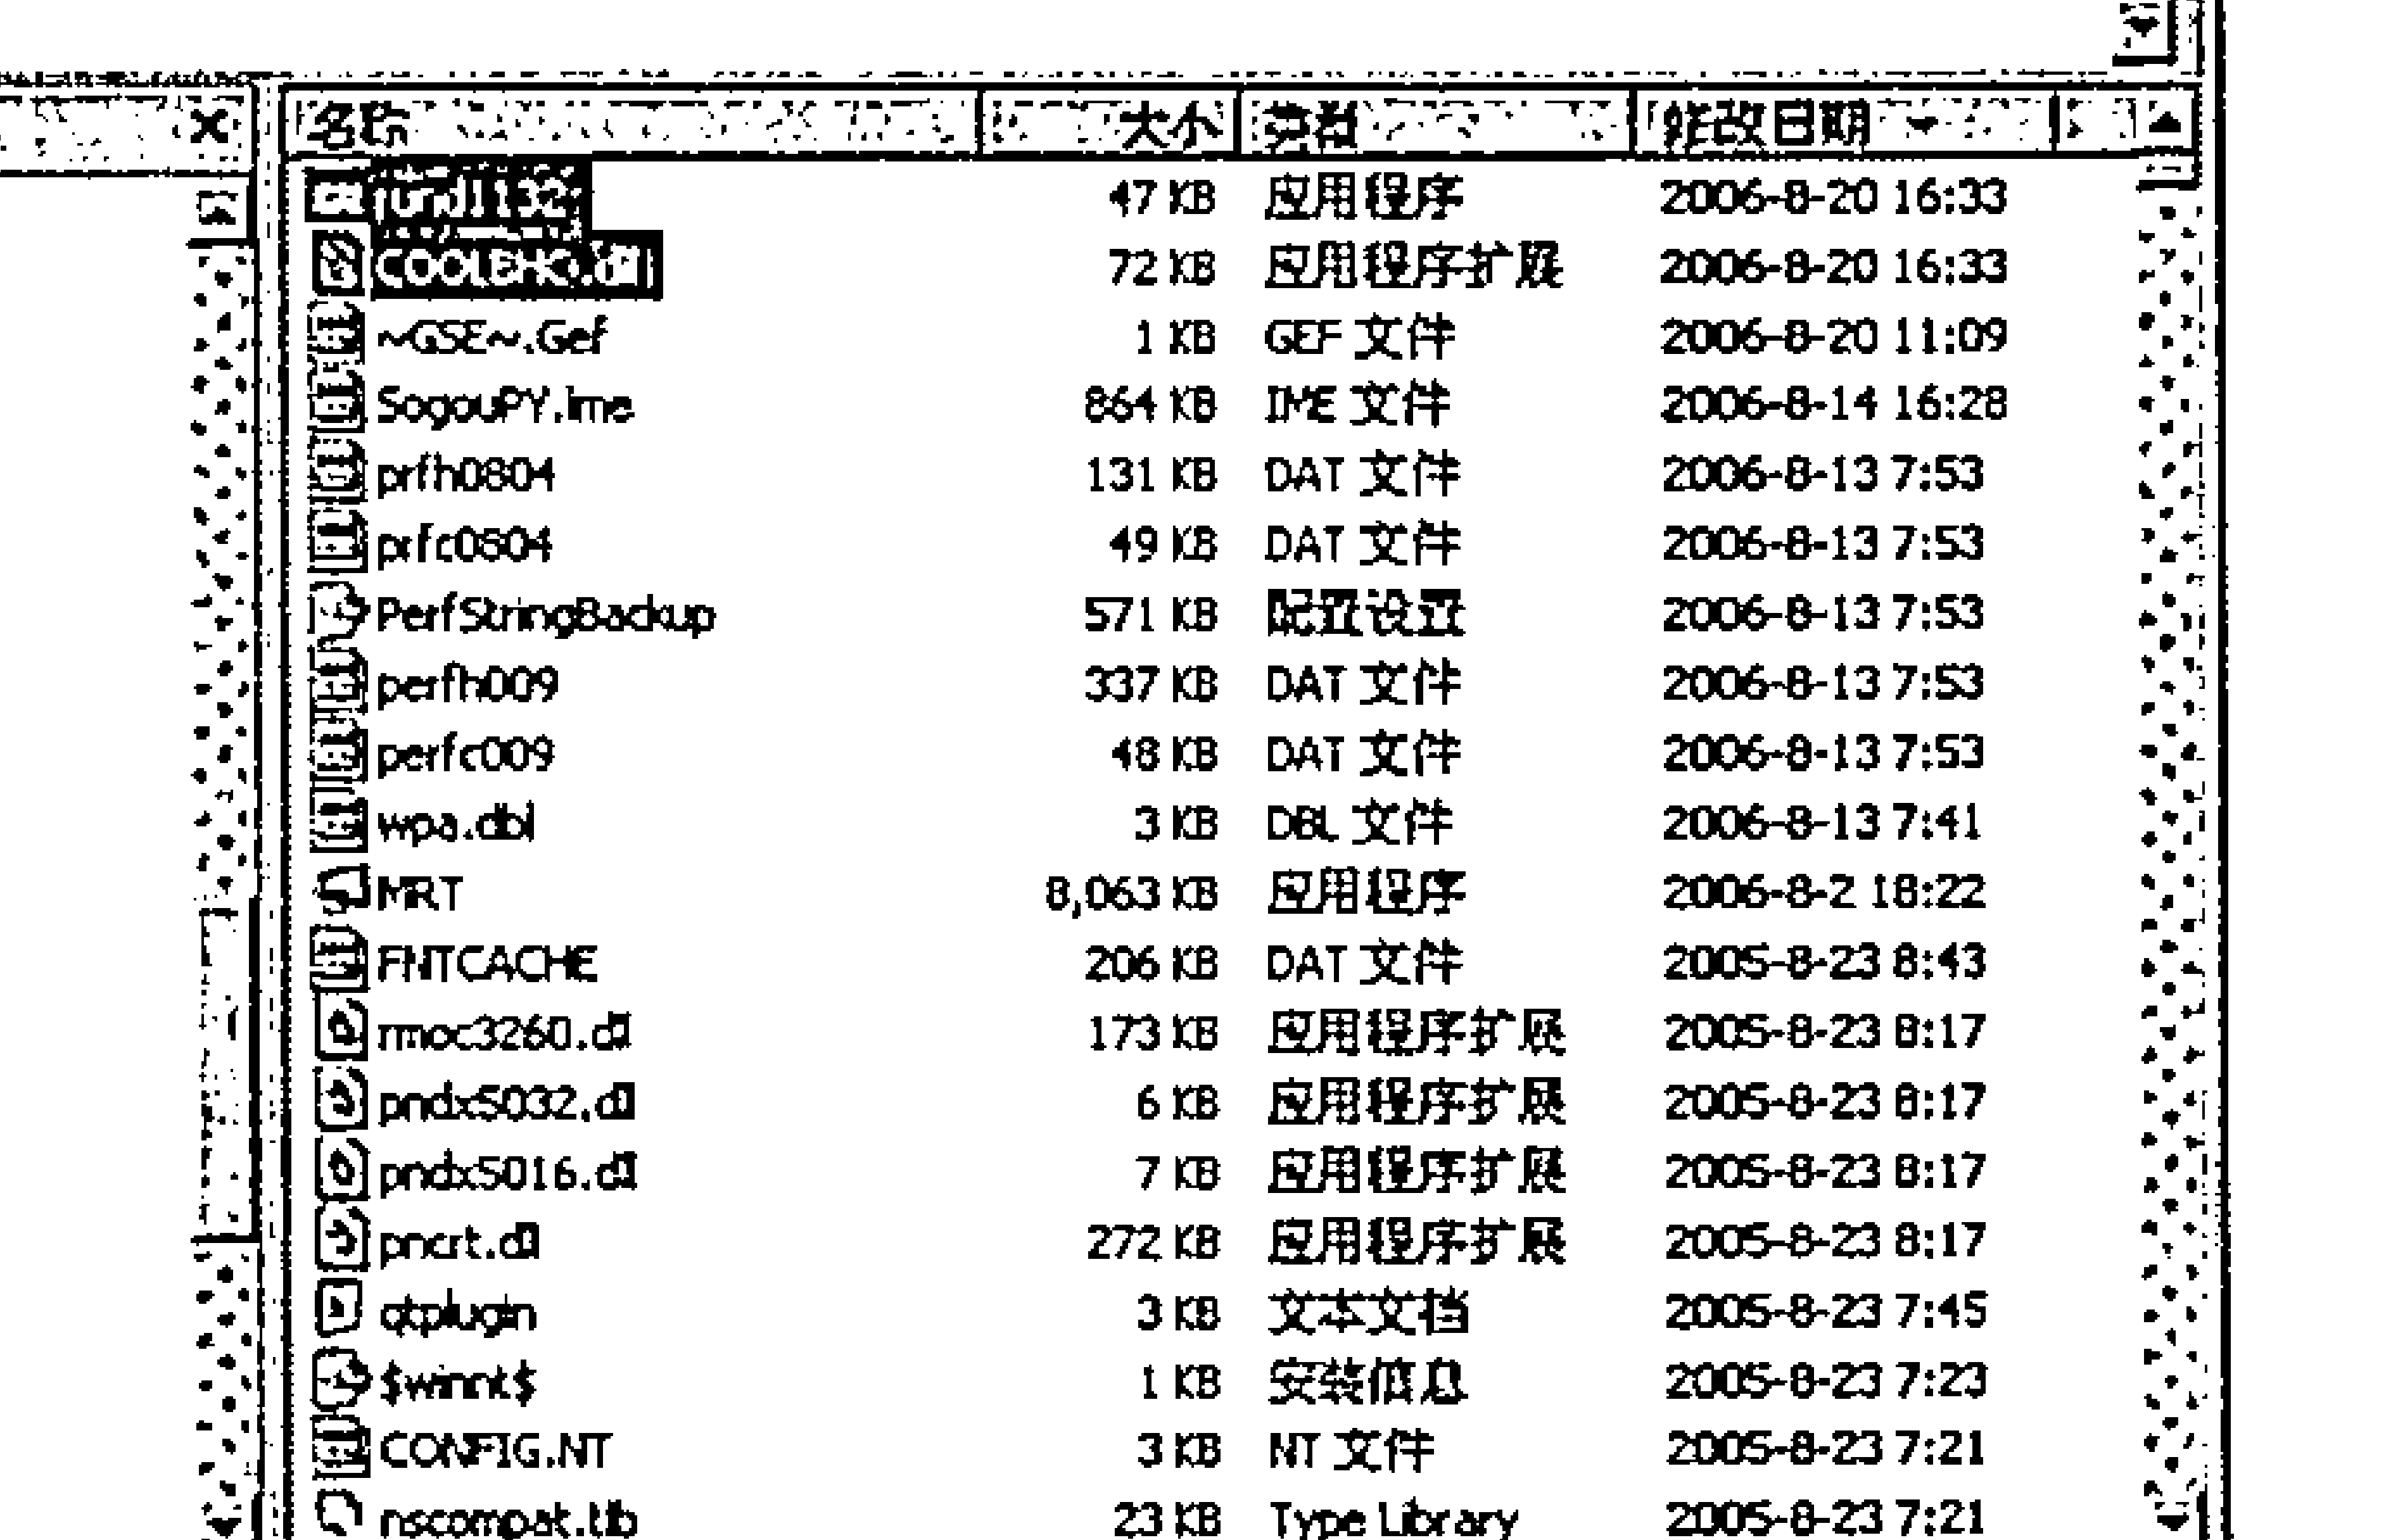 名称 大小 类型 修改日期
47 KB 应用程序 2006-8-20 16:33
72 KB 应用程序扩展 2006-8-20 16:33
~GSE~.Gef 1 KB GEF 文件 2006-8-20 11:09
SogouPY.ime 864 KB IME 文件 2006-8-14 16:28
prfh0804 131 KB DAT 文件 2006-8-13 7:53
prfc0804 49 KB DAT 文件 2006-8-13 7:53
PerfStringBackup 571 KB 配置设置 2006-8-13 7:53
perfh009 337 KB DAT 文件 2006-8-13 7:53
perfc009 48 KB DAT 文件 2006-8-13 7:53
wpa.dbl 3 KB DBL 文件 2006-8-13 7:41
MRT 8,063 KB 应用程序 2006-8-2 18:22
FNTCACHE 206 KB DAT 文件 2005-8-23 8:43
rmoc3260.dll 173 KB 应用程序扩展 2005-8-23 8:17
pndx5032.dll 6 KB 应用程序扩展 2005-8-23 8:17
pndx5016.dll 7 KB 应用程序扩展 2005-8-23 8:17
pncrt.dll 272 KB 应用程序扩展 2005-8-23 8:17
qtplugin 3 KB 文本文档 2005-8-23 7:45
$winnt$ 1 KB 安装信息 2005-8-23 7:23
CONFIG.NT 3 KB NT 文件 2005-8-23 7:21
nscompat.tlb 23 KB Type Library 2005-8-23 7:21